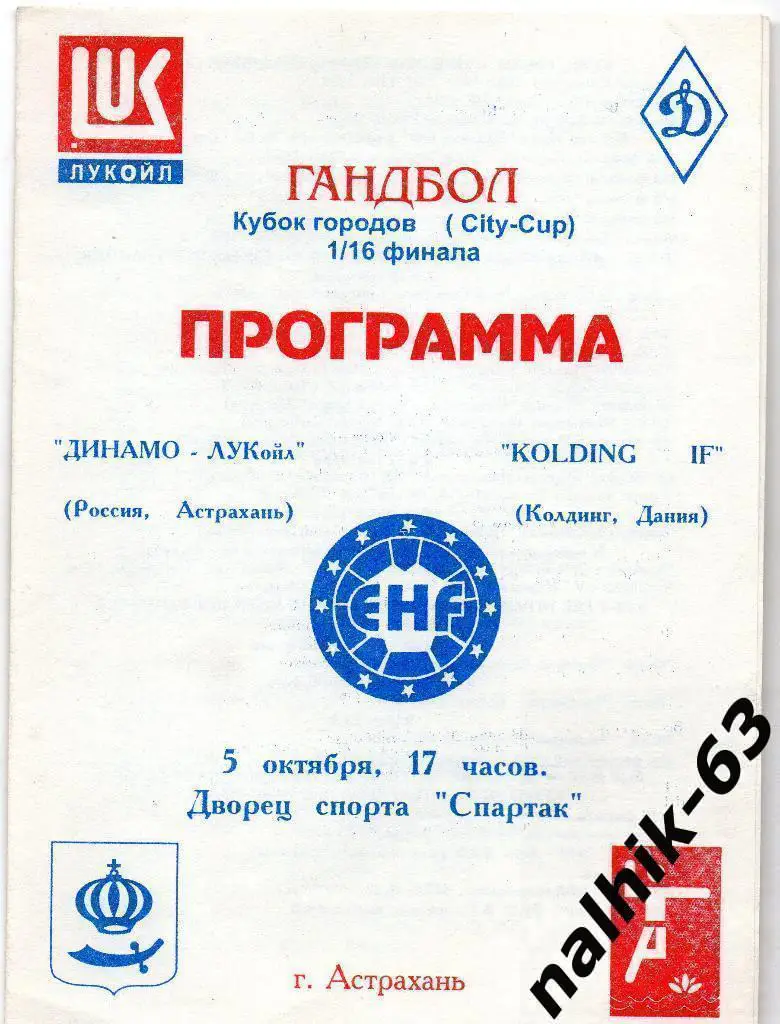 LUK
ЛУКОЙЛ
Д
ГАНДБОЛ
Кубок городов ( City-Cup)
1/16 финала
ПРОГРАММА
"ДИНАМО - ЛУКойл"
"KOLDING IF"
(Россия, Астрахань)
(Колдинг, Дания)
EHF
5 октября, 17 часов.
Дворец спорта "Спартак"
г. Астрахань
nalhik-63